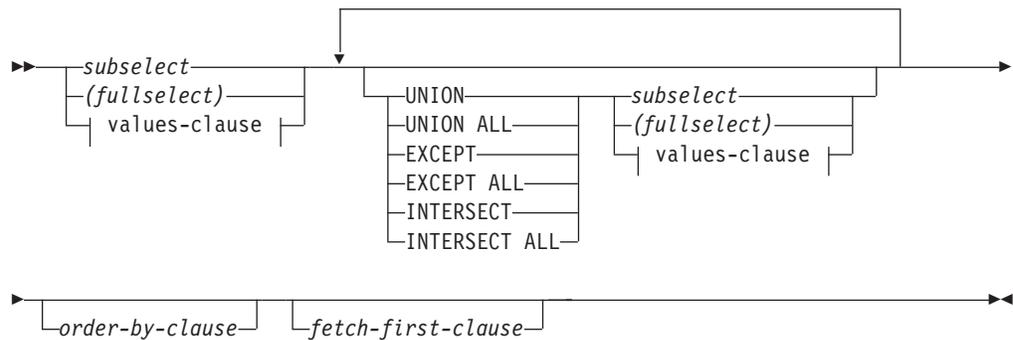 subselect
(fullselect)
values-clause
UNION
UNION ALL
EXCEPT
EXCEPT ALL
INTERSECT
INTERSECT ALL
subselect
(fullselect)
values-clause
order-by-clause
fetch-first-clause